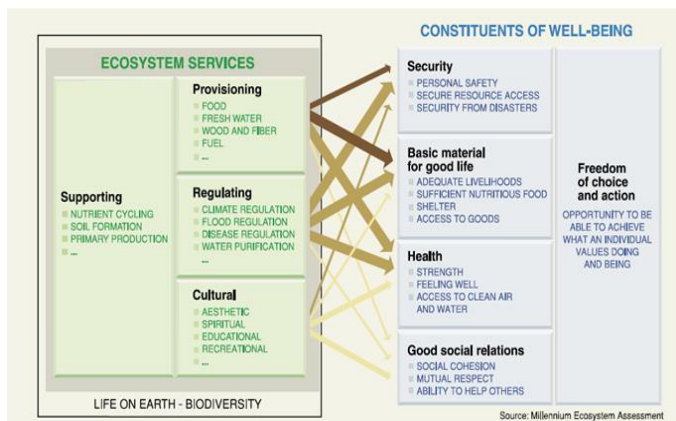 CONSTITUENTS OF WELL-BEING
ECOSYSTEM SERVICES
Supporting
NUTRIENT CYCLING
SOIL FORMATION
PRIMARY PRODUCTION
...
Provisioning
FOOD
FRESH WATER
WOOD AND FIBER
FUEL
...
Regulating
CLIMATE REGULATION
FLOOD REGULATION
DISEASE REGULATION
WATER PURIFICATION
...
Cultural
AESTHETIC
SPIRITUAL
EDUCATIONAL
RECREATIONAL
...
LIFE ON EARTH - BIODIVERSITY
Security
PERSONAL SAFETY
SECURE RESOURCE ACCESS
SECURITY FROM DISASTERS
Basic material
for good life
ADEQUATE LIVELIHOODS
SUFFICIENT NUTRITIOUS FOOD
SHELTER
ACCESS TO GOODS
Health
STRENGTH
FEELING WELL
ACCESS TO CLEAN AIR
AND WATER
Good social relations
SOCIAL COHESION
MUTUAL RESPECT
ABILITY TO HELP OTHERS
Freedom
of choice
and action
OPPORTUNITY TO BE
ABLE TO ACHIEVE
WHAT AN INDIVIDUAL
VALUES DOING
AND BEING
Source: Millennium Ecosystem Assessment